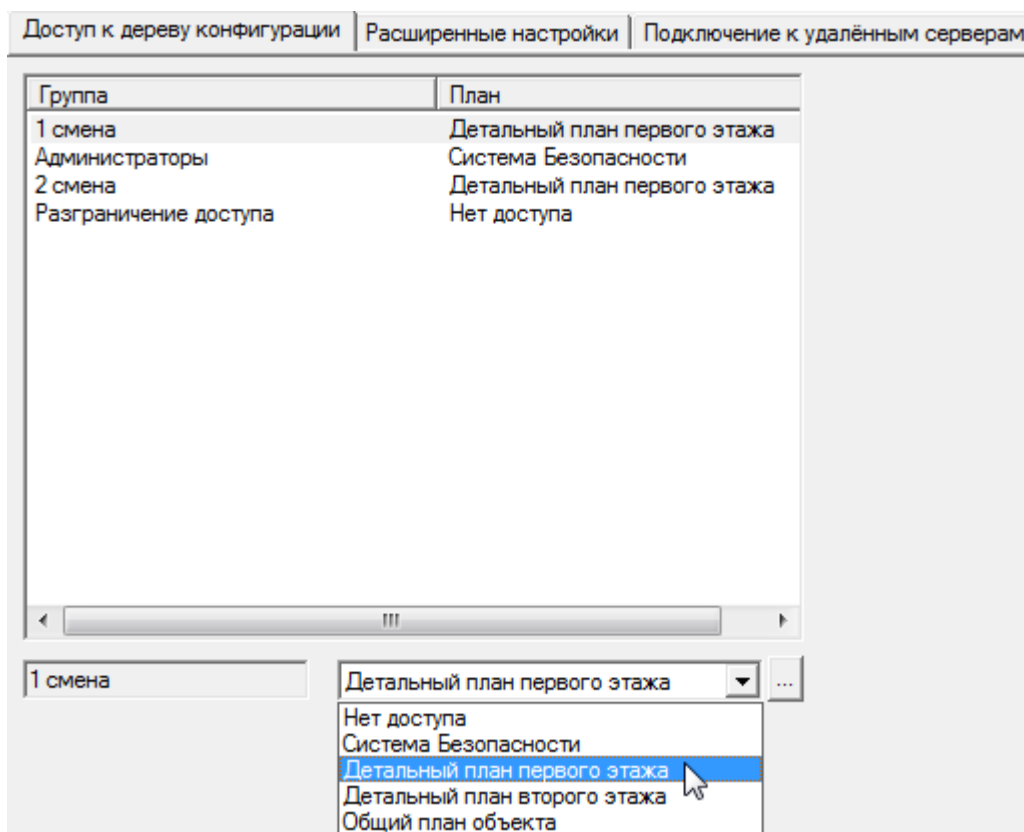 Доступ к дереву конфигурации Расширенные настройки Подключение к удалённым серверам
Группа План
1 смена Детальный план первого этажа
Администраторы Система Безопасности
2 смена Детальный план первого этажа
Разграничение доступа Нет доступа
1 смена Детальный план первого этажа ...
Нет доступа
Система Безопасности
Детальный план первого этажа
Детальный план второго этажа
Общий план объекта